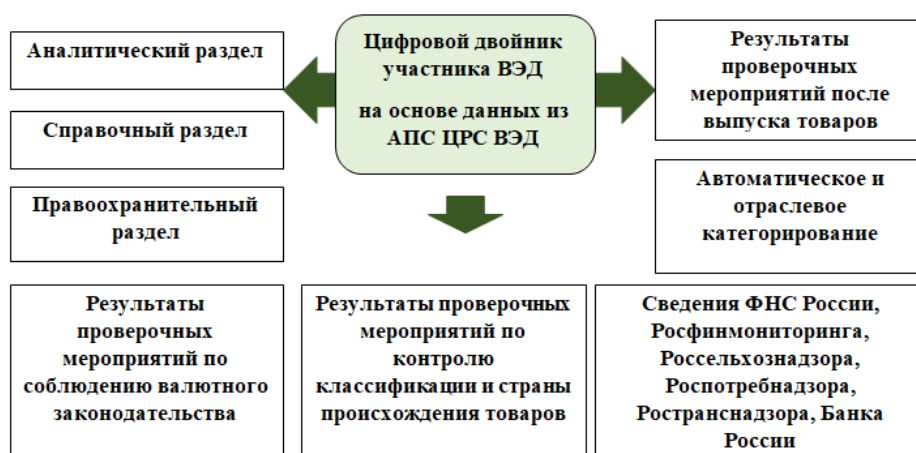 Аналитический раздел
Справочный раздел
Правоохранительный
раздел
Цифровой двойник
участника ВЭД
на основе данных из
АПС ЦРС ВЭД
Результаты
проверочных
мероприятий после
выпуска товаров
Автоматическое и
отраслевое
категорирование
Результаты
проверочных
мероприятий по
соблюдению валютного
законодательства
Результаты проверочных
мероприятий по
контролю
классификации и страны
происхождения товаров
Сведения ФНС России,
Росфинмониторинга,
Россельхознадзора,
Роспотребнадзора,
Ространснадзора, Банка
России